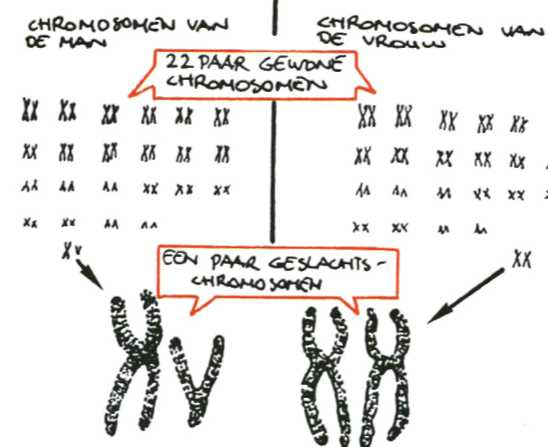 CHROMOSOMEN VAN
DE MAN
CHROMOSOMEN VAN
DE VROUW
22 PAAR GEWONE
CHROMOSOMEN
EEN PAAR GESLACHTS-
CHROMOSOMEN